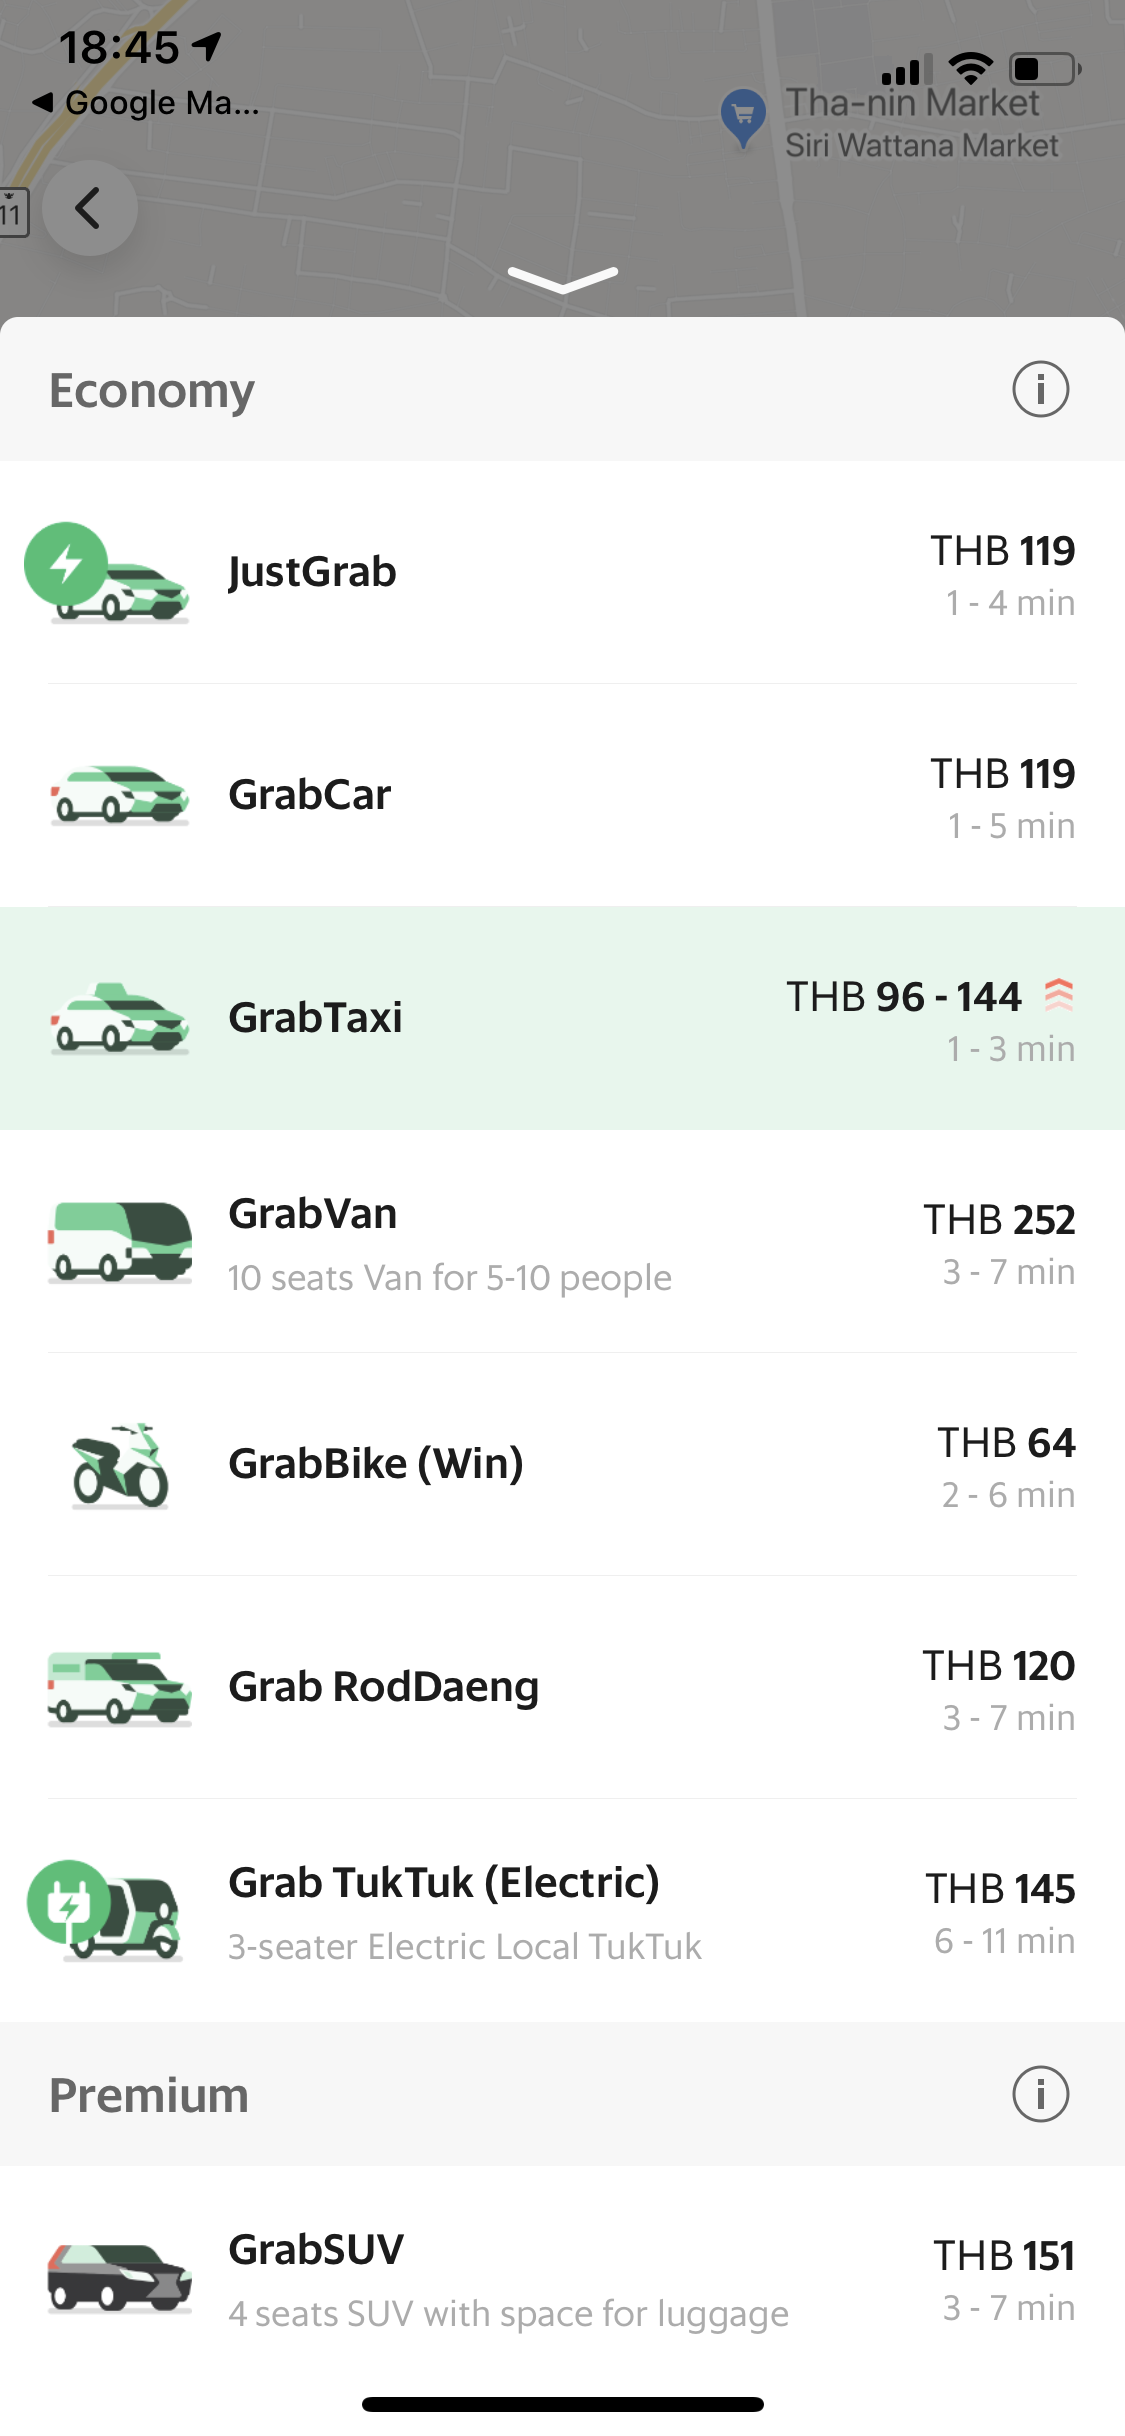 18:45
Google Ma...
Tha-nin Market
Siri Wattana Market
11
Economy
JustGrab
THB 119
1 - 4 min
GrabCar
THB 119
1 - 5 min
GrabTaxi
THB 96 - 144
1 - 3 min
GrabVan
10 seats Van for 5-10 people
THB 252
3 - 7 min
GrabBike (Win)
THB 64
2 - 6 min
Grab RodDaeng
THB 120
3 - 7 min
Grab TukTuk (Electric)
3-seater Electric Local TukTuk
THB 145
6 - 11 min
Premium
GrabSUV
4 seats SUV with space for luggage
THB 151
3 - 7 min